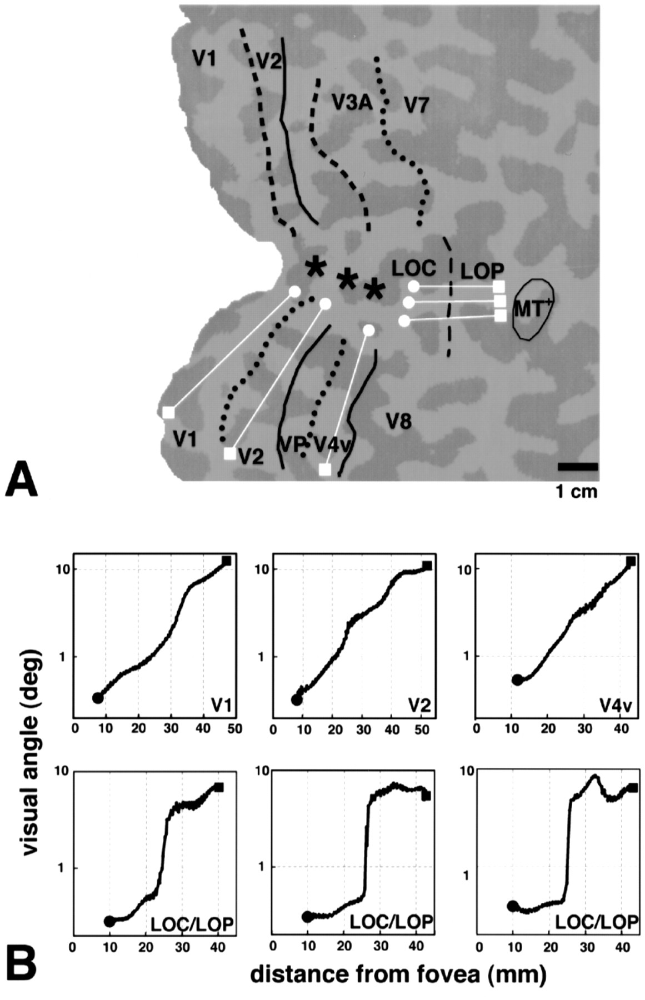 V1 V2
V3A V7
* * *
LOC LOP
MT+
V1 V2 VP V4v V8
A
1 cm
visual angle (deg)
10 10 10
1 1 1
V1 V2 V4v
0 10 20 30 40 50 0 10 20 30 40 50 0 10 20 30 40
10 10 10
1 1 1
LOC/LOP LOC/LOP LOC/LOP
0 10 20 30 40 0 10 20 30 40 0 10 20 30 40
B
distance from fovea (mm)